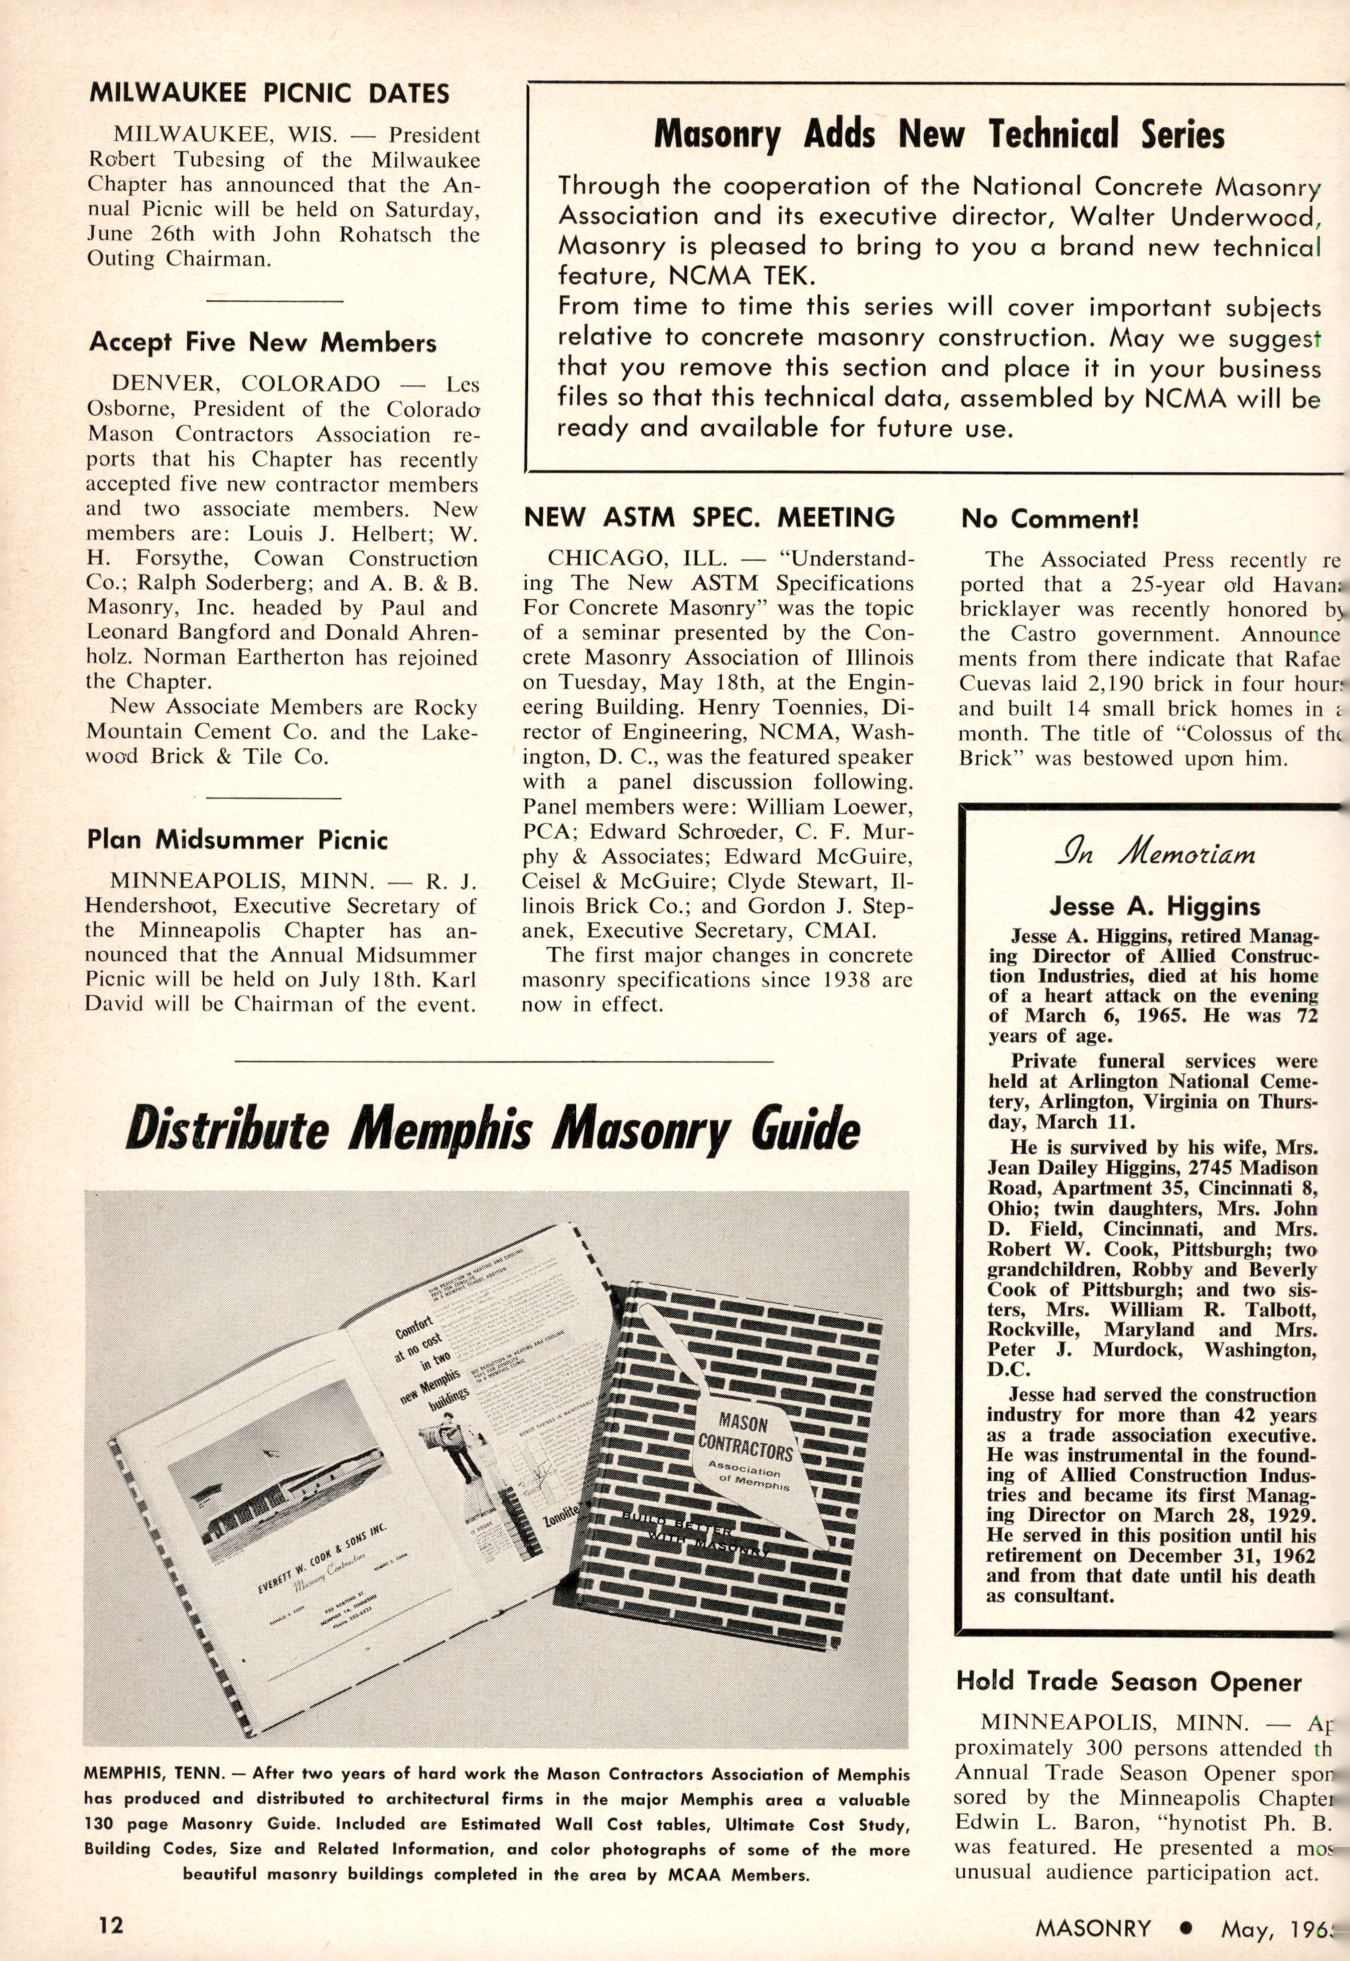 MILWAUKEE PICNIC DATES
MILWAUKEE, WIS. — President
Robert Tubesing of the Milwaukee
Chapter has announced that the An-
nual Picnic will be held on Saturday,
June 26th with John Rohatsch the
Outing Chairman.
Accept Five New Members
DENVER, COLORADO — Les
Osborne, President of the Colorado
Mason Contractors Association re-
ports that his Chapter has recently
accepted five new contractor members
and two associate members. New
members are: Louis J. Helbert; W.
H. Forsythe, Cowan Construction
Co.; Ralph Soderberg; and A. B. & B.
Masonry, Inc. headed by Paul and
Leonard Bangford and Donald Ahren-
holz. Norman Eartherton has rejoined
the Chapter.
New Associate Members are Rocky
Mountain Cement Co. and the Lake-
wood Brick & Tile Co.
Plan Midsummer Picnic
MINNEAPOLIS, MINN. — R. J.
Hendershoot, Executive Secretary of
the Minneapolis Chapter has an-
nounced that the Annual Midsummer
Picnic will be held on July 18th. Karl
David will be Chairman of the event.
Masonry Adds New Technical Series
Through the cooperation of the National Concrete Masonry
Association and its executive director, Walter Underwood,
Masonry is pleased to bring to you a brand new technical
feature, NCMA TEK.
From time to time this series will cover important subjects
relative to concrete masonry construction. May we suggest
that you remove this section and place it in your business
files so that this technical data, assembled by NCMA will be
ready and available for future use.
NEW ASTM SPEC. MEETING
CHICAGO, ILL. — “Understand-
ing The New ASTM Specifications
For Concrete Masonry” was the topic
of a seminar presented by the Con-
crete Masonry Association of Illinois
on Tuesday, May 18th, at the Engin-
eering Building. Henry Toennies, Di-
rector of Engineering, NCMA, Wash-
ington, D. C., was the featured speaker
with a panel discussion following.
Panel members were: William Loewer,
PCA; Edward Schroeder, C. F. Mur-
phy & Associates; Edward McGuire,
Ceisel & McGuire; Clyde Stewart, Il-
linois Brick Co.; and Gordon J. Step-
anek, Executive Secretary, CMAI.
The first major changes in concrete
masonry specifications since 1938 are
now in effect.
No Comment!
The Associated Press recently re
ported that a 25-year old Havana
bricklayer was recently honored by
the Castro government. Announce
ments from there indicate that Rafae
Cuevas laid 2,190 brick in four hours
and built 14 small brick homes in a
month. The title of “Colossus of the
Brick” was bestowed upon him.
In Memoriam
Jesse A. Higgins
Jesse A. Higgins, retired Manag-
ing Director of Allied Construc-
tion Industries, died at his home
of a heart attack on the evening
of March 6, 1965. He was 72
years of age.
Private funeral services were
held at Arlington National Ceme-
tery, Arlington, Virginia on Thurs-
day, March 11.
He is survived by his wife, Mrs.
Jean Dailey Higgins, 2745 Madison
Road, Apartment 35, Cincinnati 8,
Ohio; twin daughters, Mrs. John
D. Field, Cincinnati, and Mrs.
Robert W. Cook, Pittsburgh; two
grandchildren, Robby and Beverly
Cook of Pittsburgh; and two sis-
ters, Mrs. William R. Talbott,
Rockville, Maryland and Mrs.
Peter J. Murdock, Washington,
D.C.
Jesse had served the construction
industry for more than 42 years
as a trade association executive.
He was instrumental in the found-
ing of Allied Construction Indus-
tries and became its first Manag-
ing Director on March 28, 1929.
He served in this position until his
retirement on December 31, 1962
and from that date until his death
as consultant.
Hold Trade Season Opener
MINNEAPOLIS, MINN. — Ap
proximately 300 persons attended th
Annual Trade Season Opener spon
sored by the Minneapolis Chapter
Edwin L. Baron, “hynotist Ph. B.
was featured. He presented a mos
unusual audience participation act.
Distribute Memphis Masonry Guide
Comfort
at no cost
in two
new Memphis
buildings
Zonolite
EVERETT W. COOK & SONS INC.
Masonry Contractors
MASON
CONTRACTORS
Association
of Memphis
BUILD BETTER
WITH MASONRY
MEMPHIS, TENN. — After two years of hard work the Mason Contractors Association of Memphis
has produced and distributed to architectural firms in the major Memphis area a valuable
130 page Masonry Guide. Included are Estimated Wall Cost tables, Ultimate Cost Study,
Building Codes, Size and Related Information, and color photographs of some of the more
beautiful masonry buildings completed in the area by MCAA Members.
12
MASONRY • May, 1965